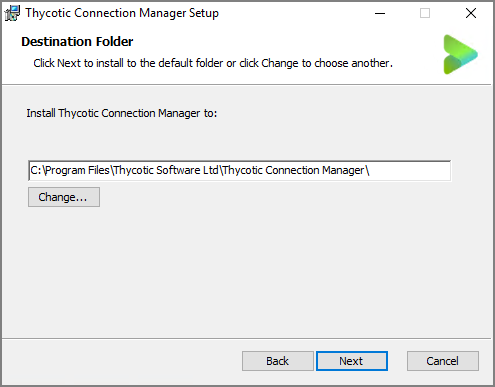 Thycotic Connection Manager Setup
Destination Folder
Click Next to install to the default folder or click Change to choose another.
Install Thycotic Connection Manager to:
C:\Program Files\Thycotic Software Ltd\Thycotic Connection Manager\
Change...
Back Next Cancel